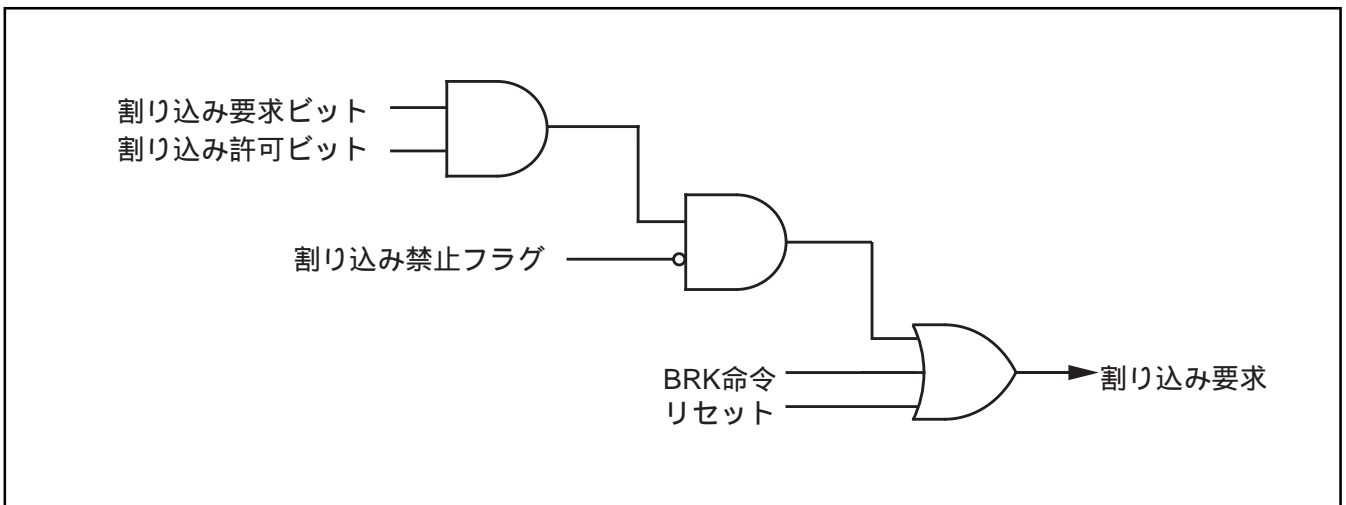 割り込み要求ビット
割り込み許可ビット
割り込み禁止フラグ
BRK命令
リセット
割り込み要求